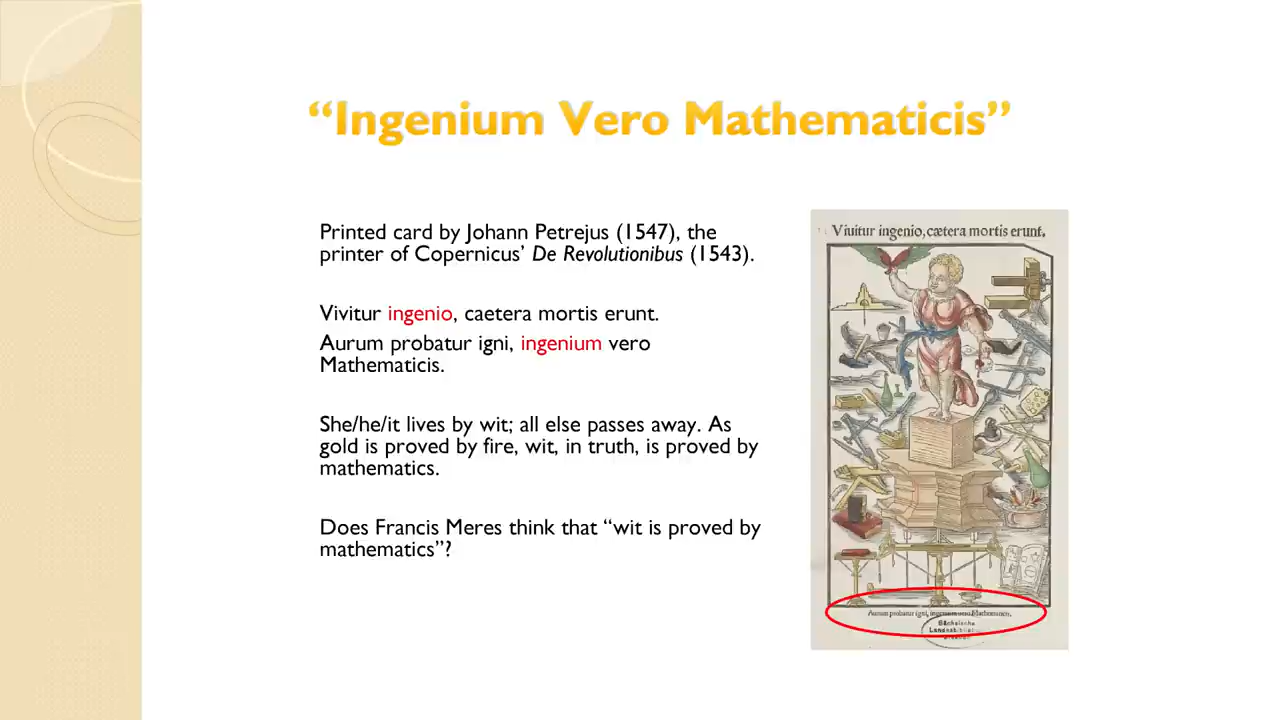 “Ingenium Vero Mathematicis”
Printed card by Johann Petrejus (1547), the
printer of Copernicus’ De Revolutionibus (1543).
Vivitur ingenio, caetera mortis erunt.
Aurum probatur igni, ingenium vero
Mathematicis.
She/he/it lives by wit; all else passes away. As
gold is proved by fire, wit, in truth, is proved by
mathematics.
Does Francis Meres think that “wit is proved by
mathematics”?
Viuitur ingenio, cætera mortis erunt.
Aurum probatur igni, ingenium vero Mathematicis.
Sächsische